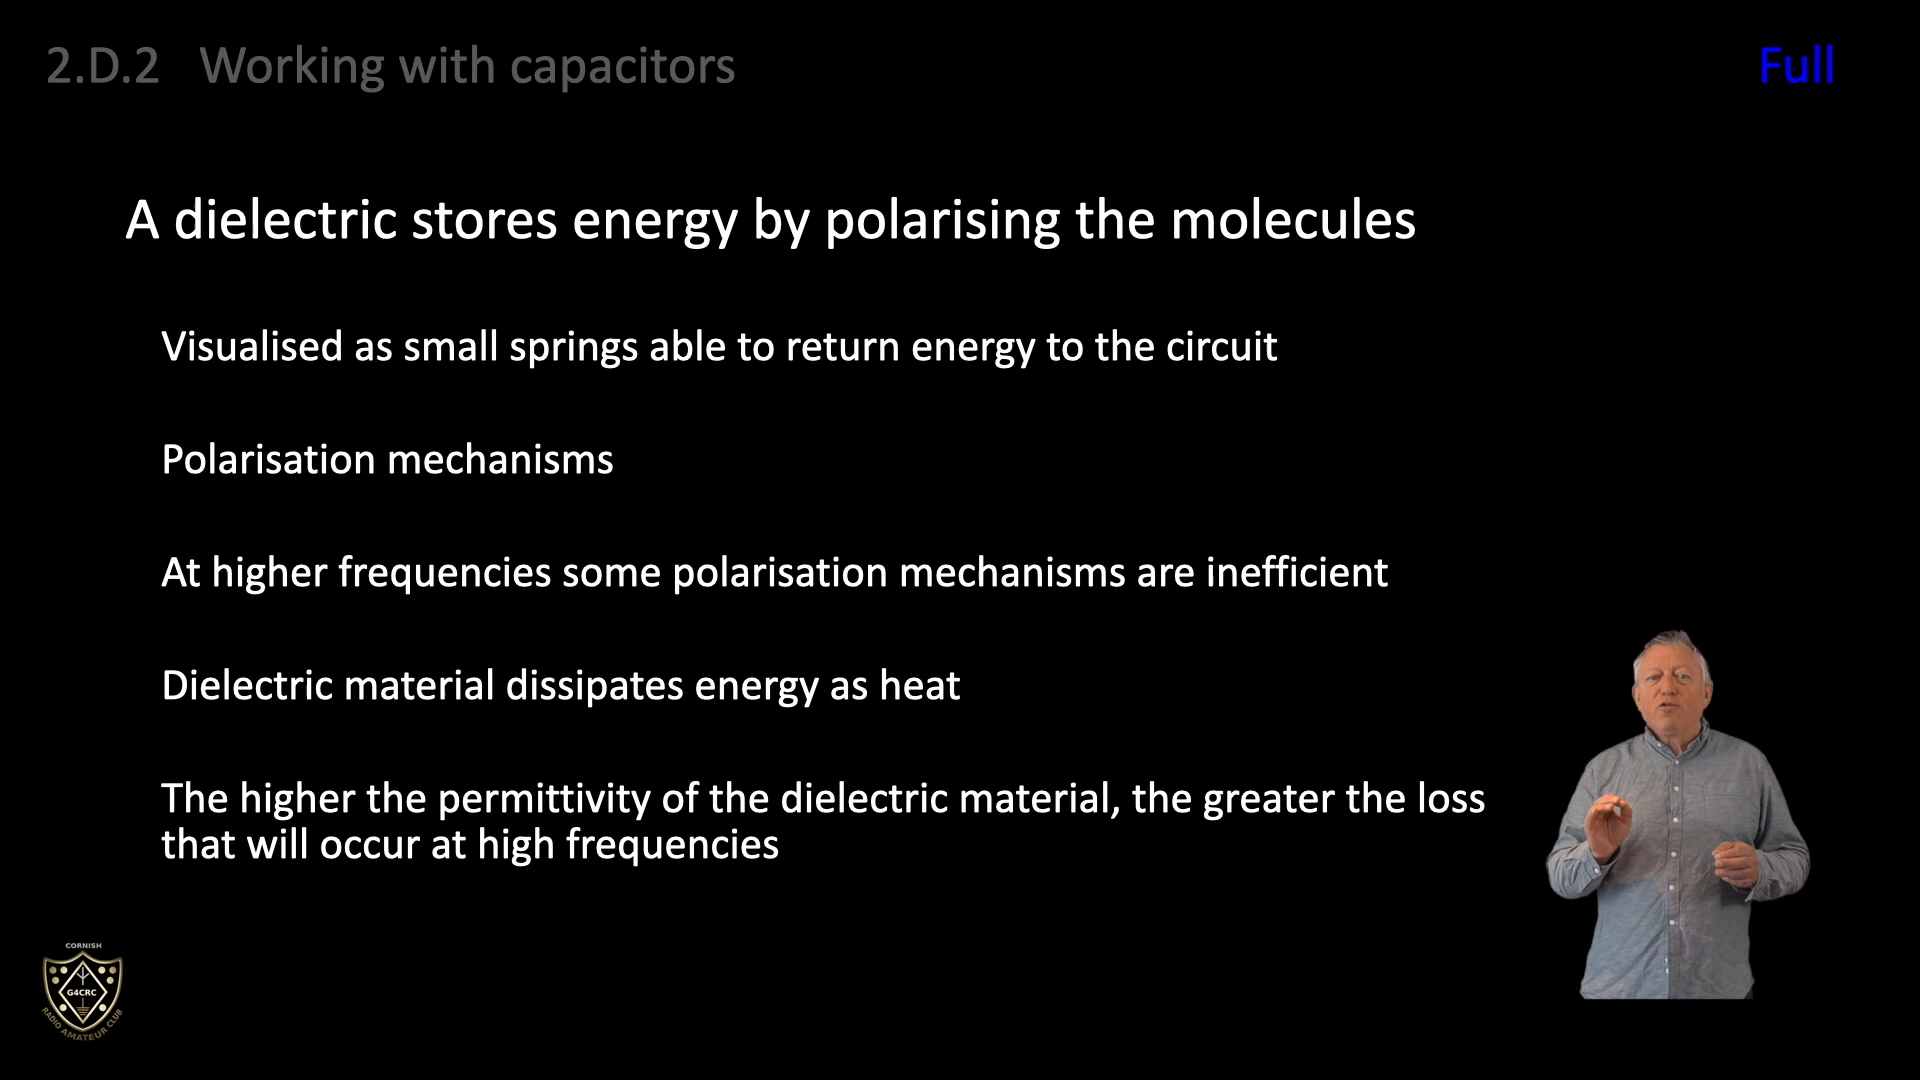 2.D.2 Working with capacitors
Full
A dielectric stores energy by polarising the molecules
Visualised as small springs able to return energy to the circuit
Polarisation mechanisms
At higher frequencies some polarisation mechanisms are inefficient
Dielectric material dissipates energy as heat
The higher the permittivity of the dielectric material, the greater the loss
that will occur at high frequencies
CORNISH
G4CRC
RADIO AMATEUR CLUB